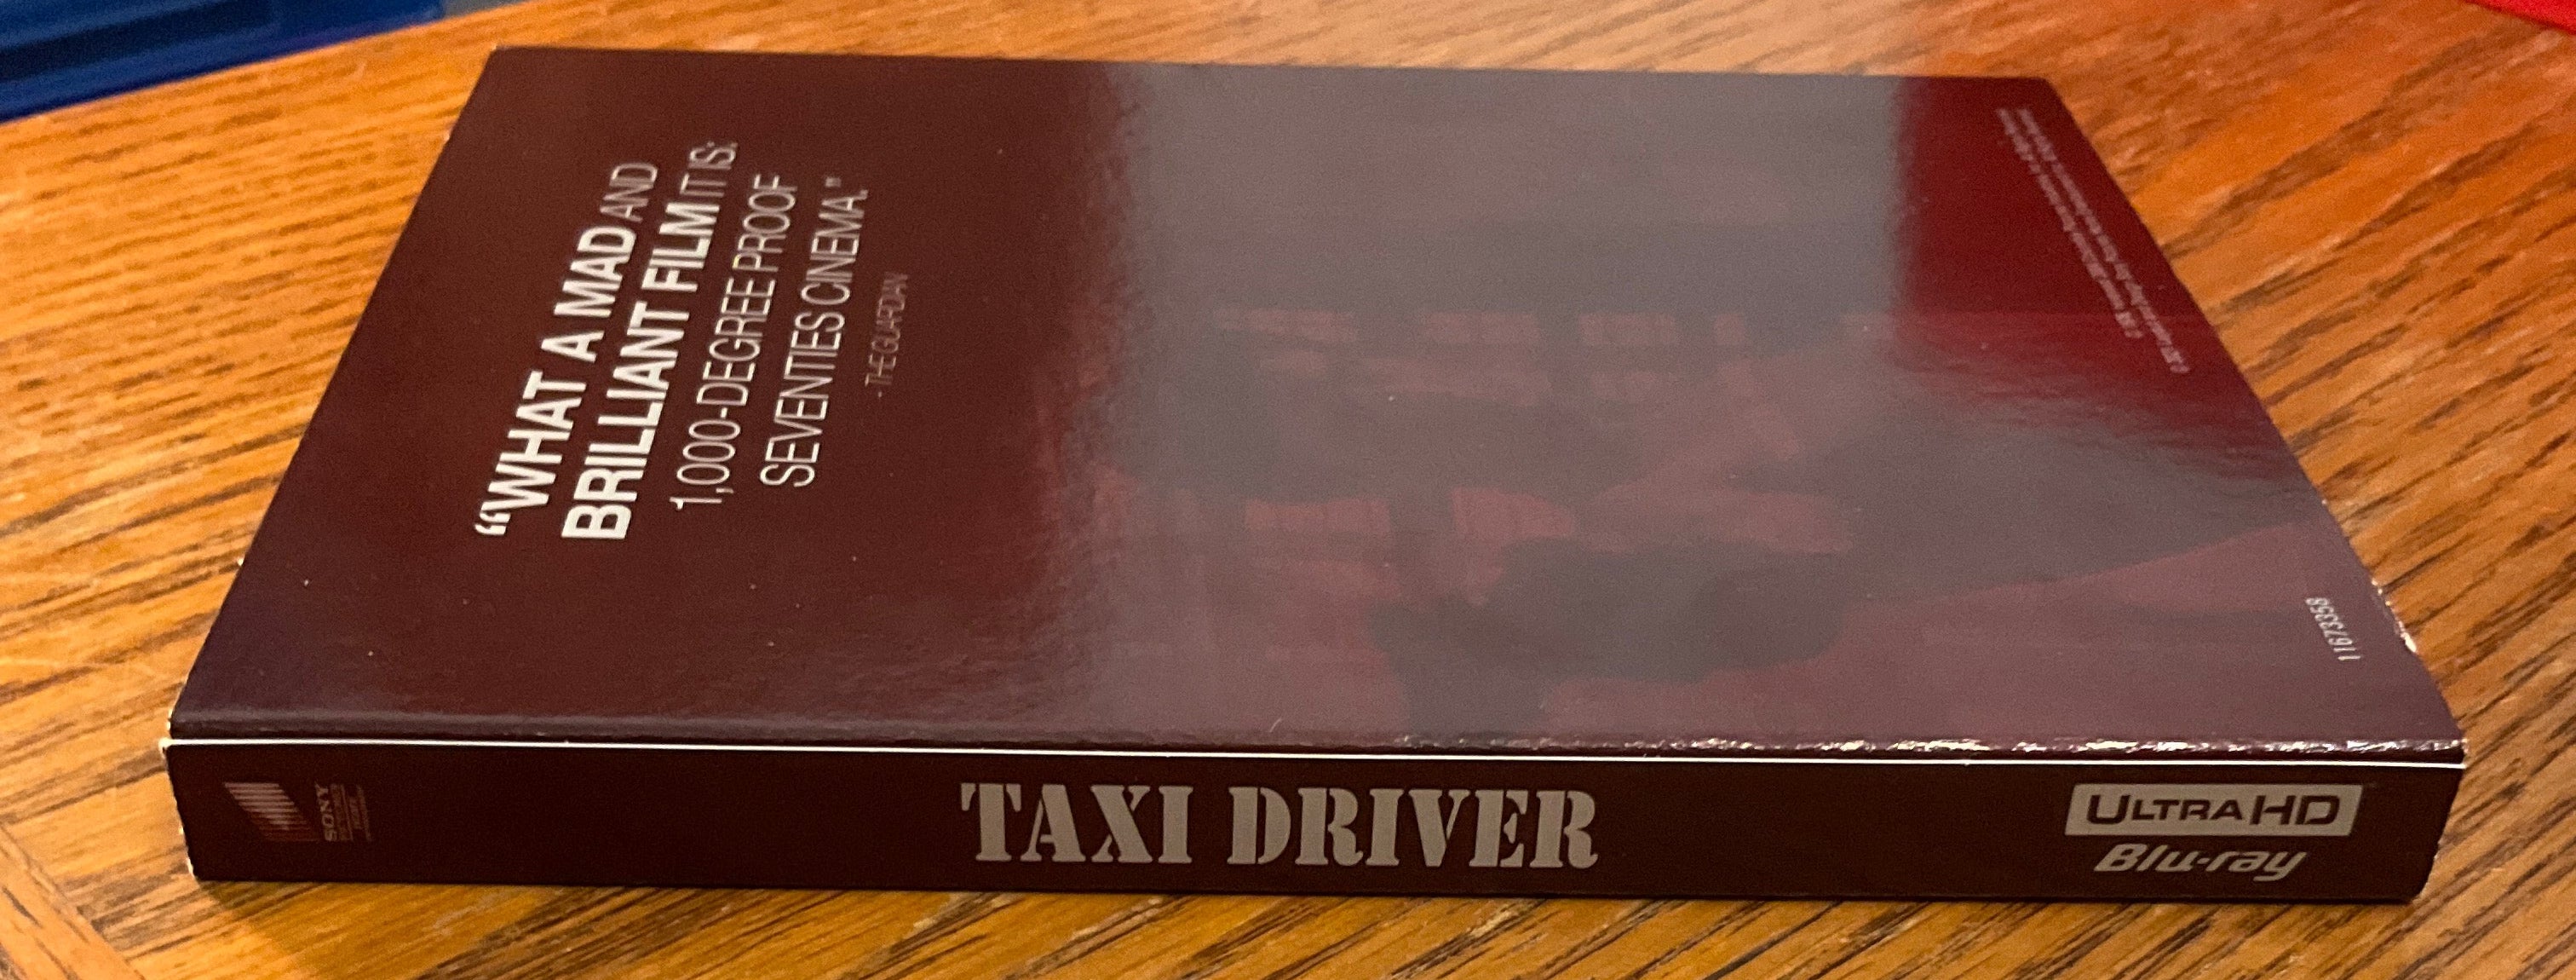 “WHAT A MAD AND
BRILLIANT FILM IT IS:
1,000-DEGREE PROOF
SEVENTIES CINEMA.”
- THE GUARDIAN
11673358
SONY
TAXI DRIVER
ULTRA HD
Blu-ray